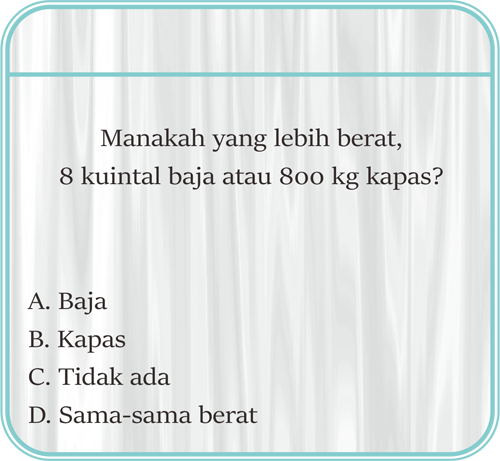 Manakah yang lebih berat,
8 kuintal baja atau 800 kg kapas?
A. Baja
B. Kapas
C. Tidak ada
D. Sama-sama berat